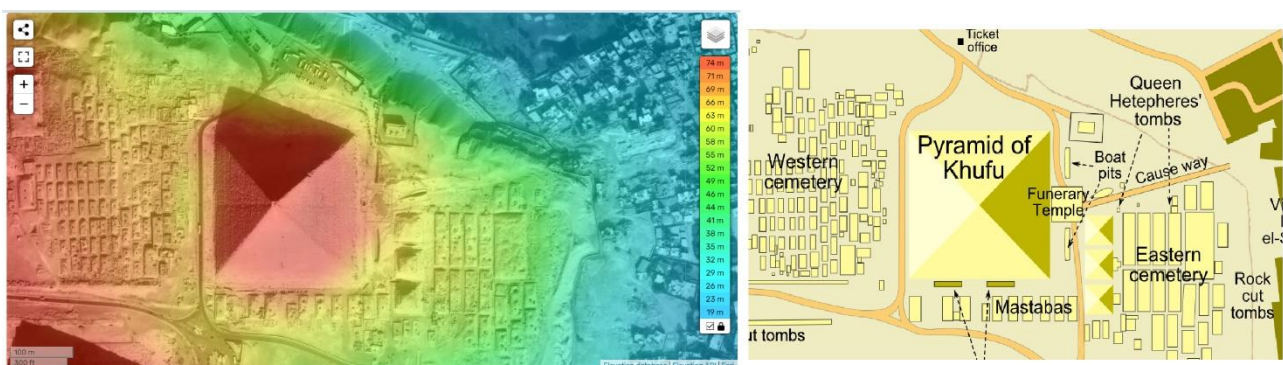 74 m
71 m
69 m
66 m
63 m
60 m
58 m
55 m
52 m
49 m
46 m
44 m
41 m
38 m
35 m
32 m
29 m
26 m
23 m
19 m
100 m
300 ft
Ticket
office
Queen
Hetepheres'
tombs
Pyramid of
Khufu
Western
cemetery
Boat
pits
Cause way
Funerary
Temple
Eastern
cemetery
el-S
Rock
cut
tombs
Mastabas
ut tombs